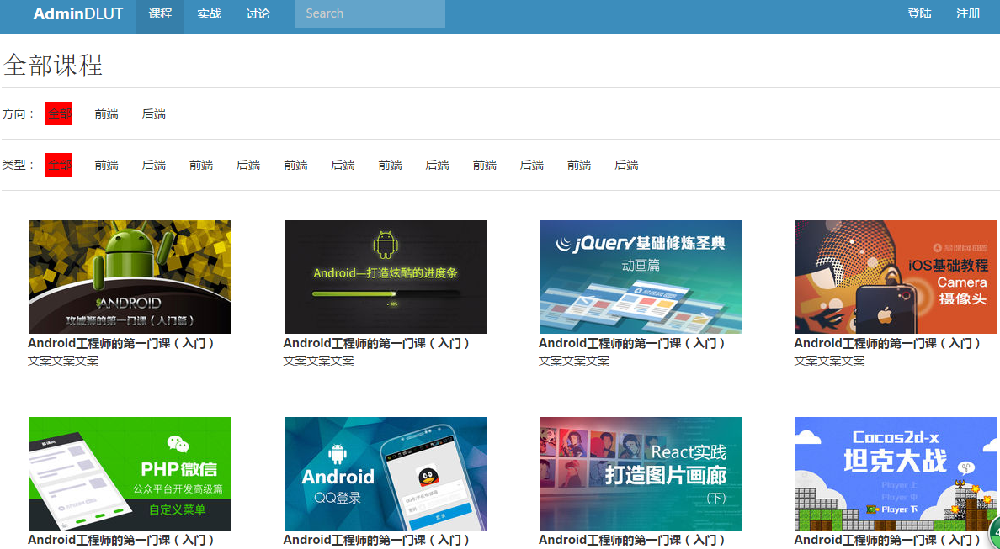 AdminDLUT 课程 实战 讨论 Search 登陆 注册
全部课程
方向： 全部 前端 后端
类型： 全部 前端 后端 前端 后端 前端 后端 前端 后端 前端 后端 前端 后端
ANDROID
攻城狮的第一门课（入门篇）
Android—打造炫酷的进度条
60%
jQuery基础修炼圣典
动画篇
慕课网
iOS基础教程
Camera
摄像头
Android工程师的第一门课（入门） Android工程师的第一门课（入门） Android工程师的第一门课（入门） Android工程师的第一门课（入门）
文案文案文案 文案文案文案 文案文案文案 文案文案文案
慕课网
PHP微信
公众平台开发高级篇
自定义菜单
Android
QQ登录
登录
React实践
打造图片画廊
（下）
Cocos2d-x
坦克大战
Player 上
Player 中
Player 下
Android工程师的第一门课（入门） Android工程师的第一门课（入门） Android工程师的第一门课（入门） Android工程师的第一门课（入门）